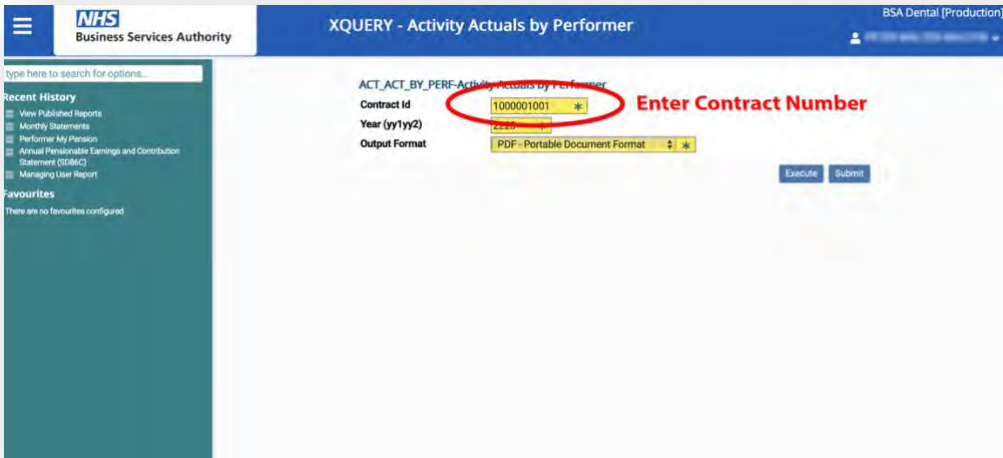 NHS
Business Services Authority
XQUERY - Activity Actuals by Performer
BSA Dental [Production]
type here to search for options...
Recent History
View Published Reports
Monthly Statements
Performer My Pension
Annual Pensionable Earnings and Contribution
Statement (SD86C)
Managing User Report
Favourites
There are no favourites configured
ACT_ACT_BY_PERF-Activity Actuals by Performer
Contract Id 1000001001 * Enter Contract Number
Year (yy1yy2) 2223 *
Output Format PDF - Portable Document Format *
Execute Submit